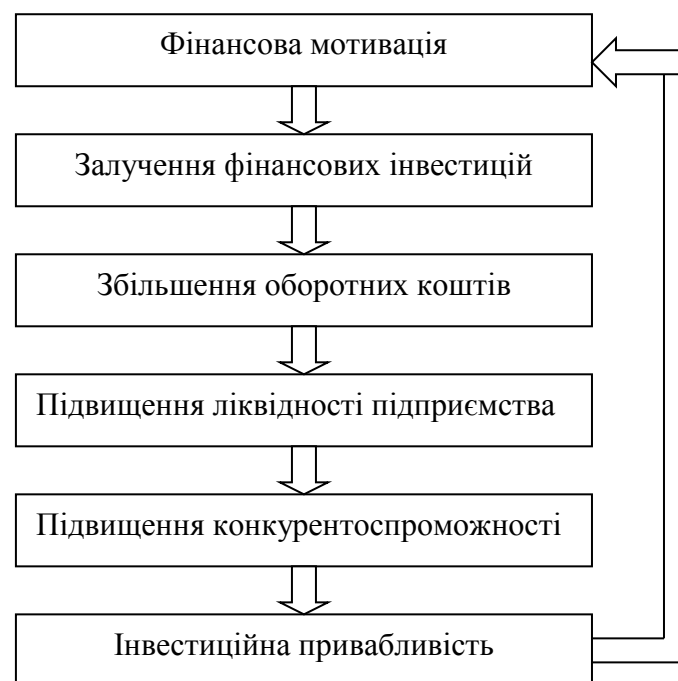 Фінансова мотивація
Залучення фінансових інвестицій
Збільшення оборотних коштів
Підвищення ліквідності підприємства
Підвищення конкурентоспроможності
Інвестиційна привабливість